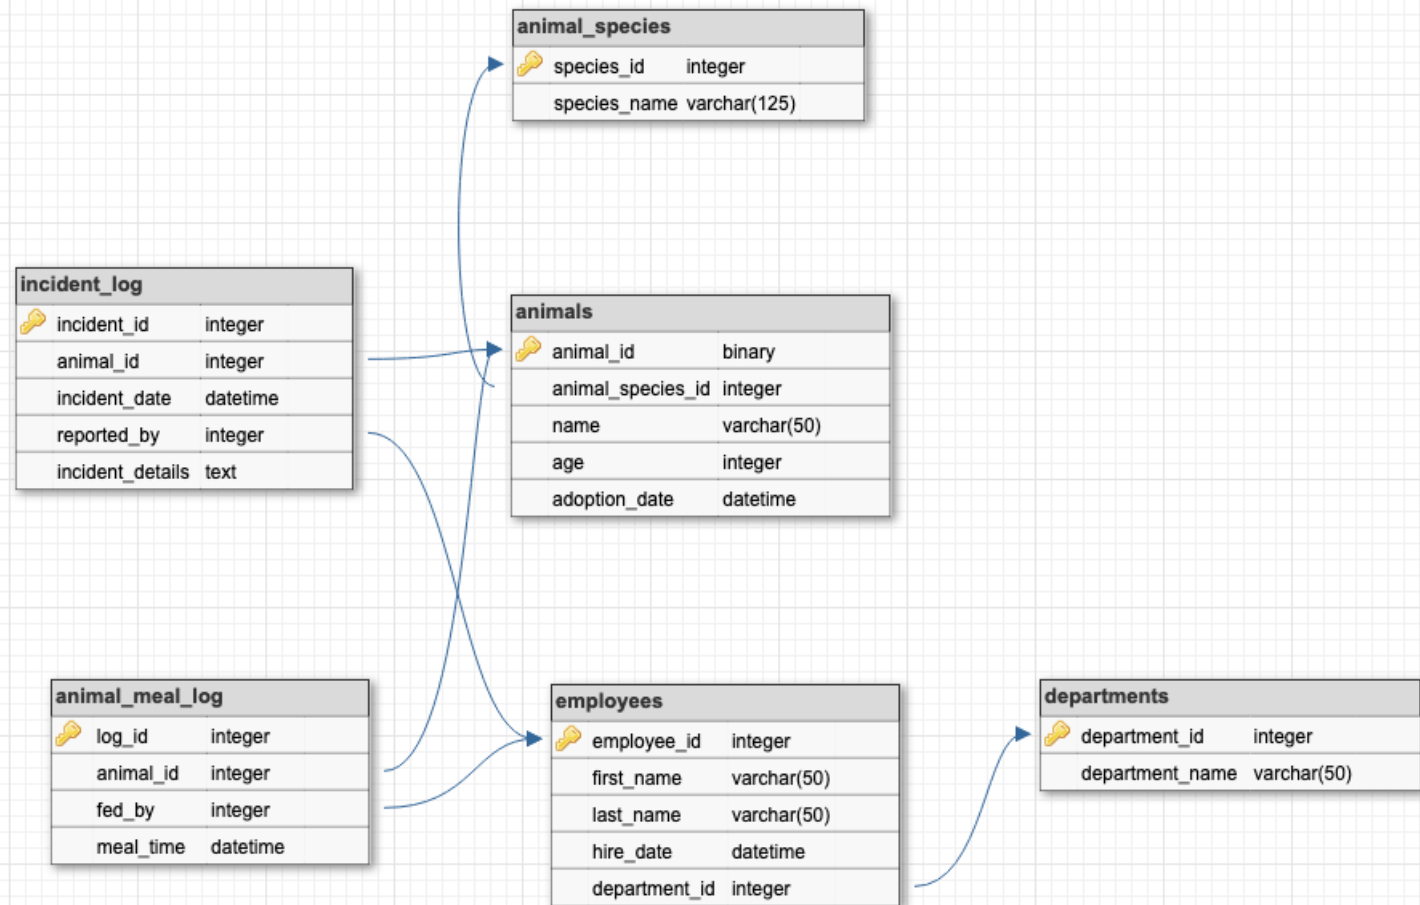 animal_species
species_id integer
species_name varchar(125)
incident_log
incident_id integer
animal_id integer
incident_date datetime
reported_by integer
incident_details text
animals
animal_id binary
animal_species_id integer
name varchar(50)
age integer
adoption_date datetime
animal_meal_log
log_id integer
animal_id integer
fed_by integer
meal_time datetime
employees
employee_id integer
first_name varchar(50)
last_name varchar(50)
hire_date datetime
department_id integer
departments
department_id integer
department_name varchar(50)